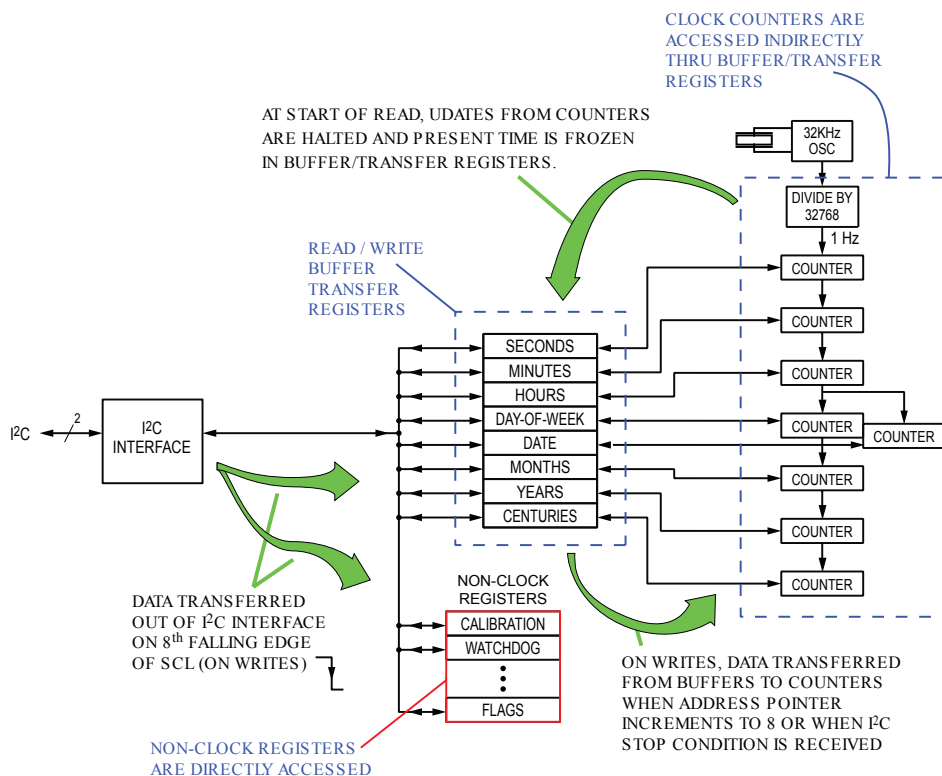 CLOCK COUNTERS ARE
ACCESSED INDIRECTLY
THRU BUFFER/TRANSFER
REGISTERS
AT START OF READ, UDATES FROM COUNTERS
ARE HALTED AND PRESENT TIME IS FROZEN
IN BUFFER/TRANSFER REGISTERS.
32KHz
OSC
DIVIDE BY
32768
1 Hz
READ / WRITE
BUFFER
TRANSFER
REGISTERS
COUNTER
COUNTER
COUNTER
COUNTER
COUNTER
COUNTER
COUNTER
COUNTER
SECONDS
MINUTES
HOURS
DAY-OF-WEEK
DATE
MONTHS
YEARS
CENTURIES
I²C
2
I²C
INTERFACE
DATA TRANSFERRED
OUT OF I²C INTERFACE
ON 8th FALLING EDGE
OF SCL (ON WRITES)
NON-CLOCK
REGISTERS
CALIBRATION
WATCHDOG
FLAGS
ON WRITES, DATA TRANSFERRED
FROM BUFFERS TO COUNTERS
WHEN ADDRESS POINTER
INCREMENTS TO 8 OR WHEN I²C
STOP CONDITION IS RECEIVED
NON-CLOCK REGISTERS
ARE DIRECTLY ACCESSED